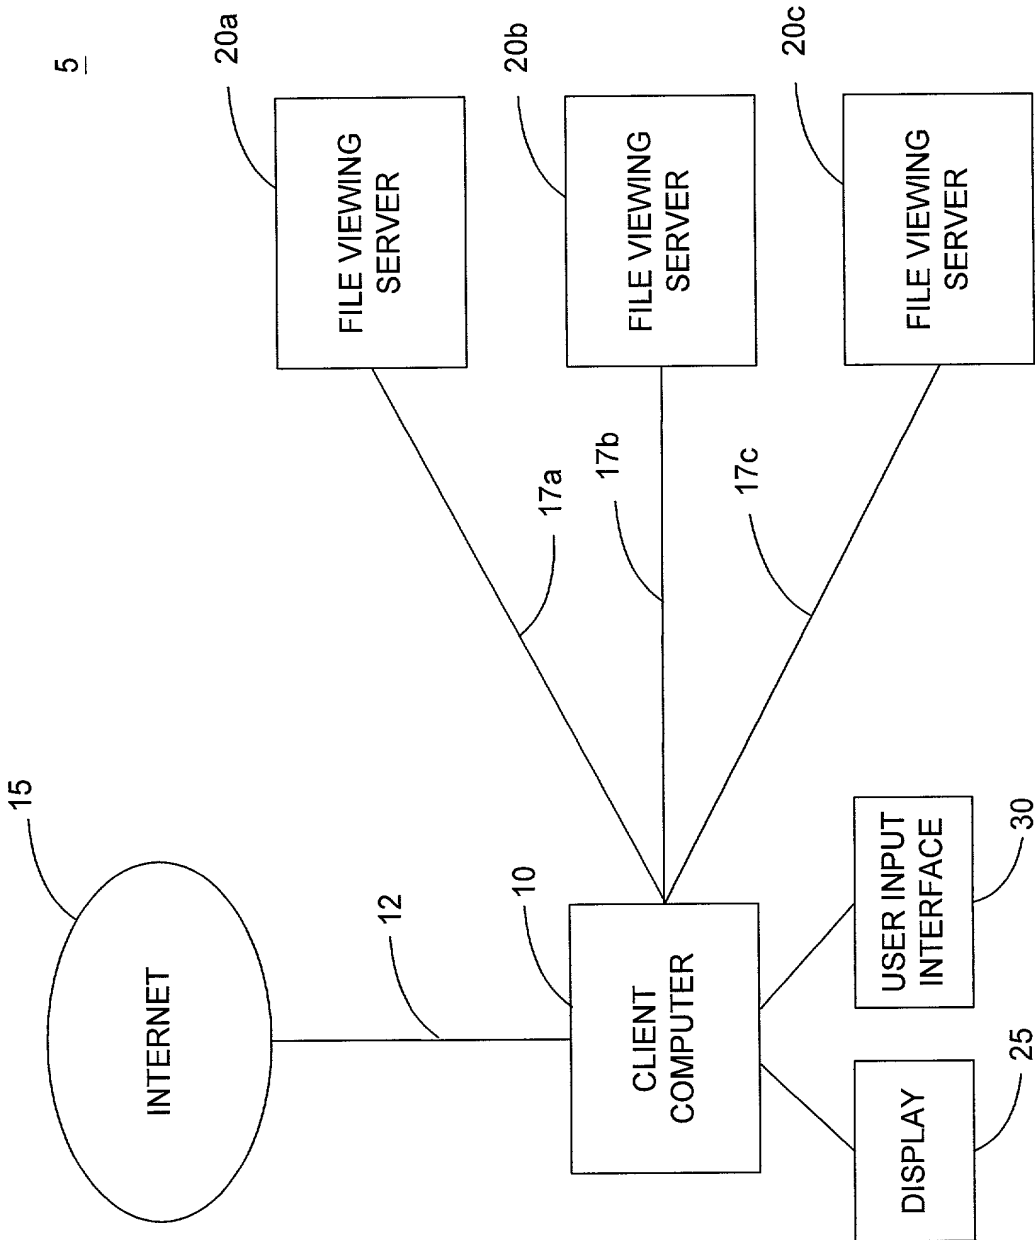 5
15
INTERNET
12
10
CLIENT
COMPUTER
DISPLAY
25
USER INPUT
INTERFACE
30
17a
17b
17c
20a
FILE VIEWING
SERVER
20b
FILE VIEWING
SERVER
20c
FILE VIEWING
SERVER